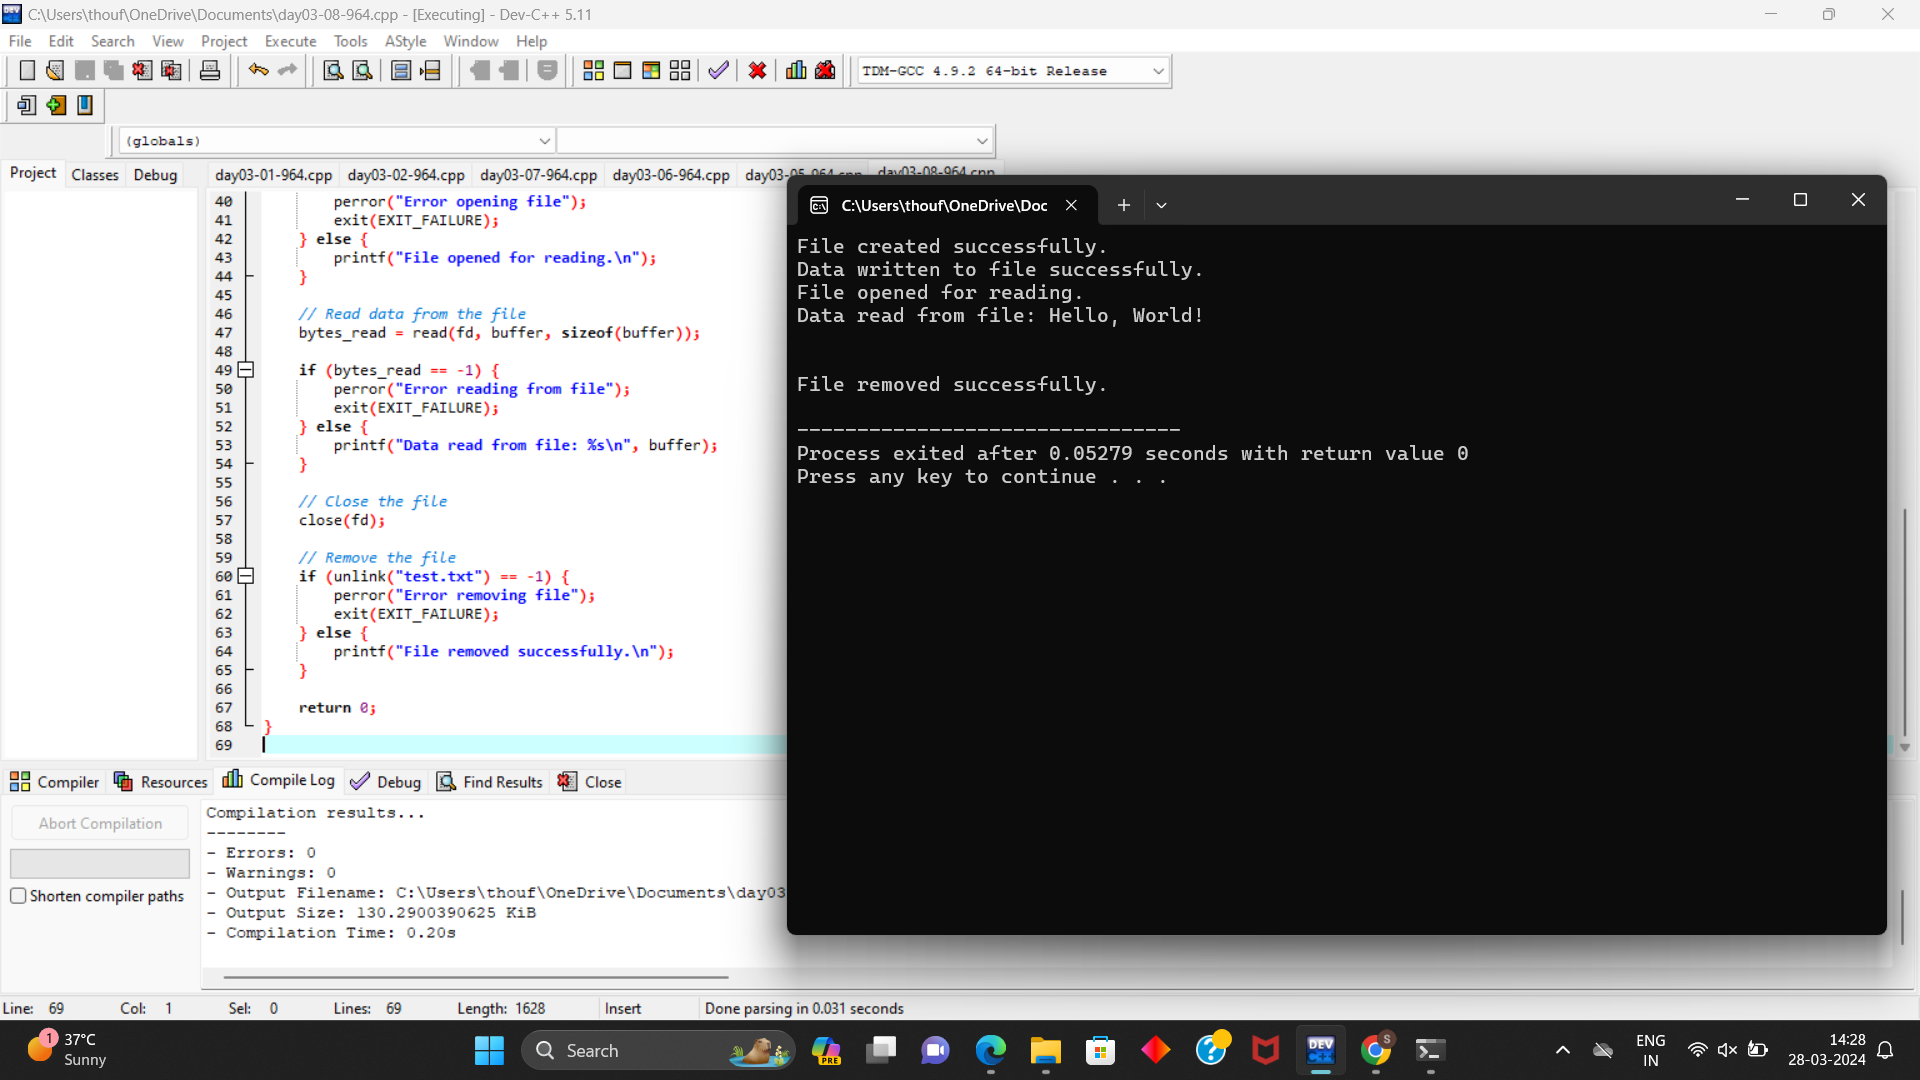 C:\Users\thouf\OneDrive\Documents\day03-08-964.cpp - [Executing] - Dev-C++ 5.11
File Edit Search View Project Execute Tools AStyle Window Help
TDM-GCC 4.9.2 64-bit Release
(globals)
Project Classes Debug
day03-01-964.cpp day03-02-964.cpp day03-07-964.cpp day03-06-964.cpp day03-05-964.cpp day03-08-964.cpp
40 perror("Error opening file");
41 exit(EXIT_FAILURE);
42 } else {
43 printf("File opened for reading.\n");
44 }
45
46 // Read data from the file
47 bytes_read = read(fd, buffer, sizeof(buffer));
48
49 if (bytes_read == -1) {
50 perror("Error reading from file");
51 exit(EXIT_FAILURE);
52 } else {
53 printf("Data read from file: %s\n", buffer);
54 }
55
56 // Close the file
57 close(fd);
58
59 // Remove the file
60 if (unlink("test.txt") == -1) {
61 perror("Error removing file");
62 exit(EXIT_FAILURE);
63 } else {
64 printf("File removed successfully.\n");
65 }
66
67 return 0;
68 }
69
C:\Users\thouf\OneDrive\Doc
File created successfully.
Data written to file successfully.
File opened for reading.
Data read from file: Hello, World!
File removed successfully.
--------------------------------
Process exited after 0.05279 seconds with return value 0
Press any key to continue . . .
Compiler Resources Compile Log Debug Find Results Close
Abort Compilation
Shorten compiler paths
Compilation results...
--------
- Errors: 0
- Warnings: 0
- Output Filename: C:\Users\thouf\OneDrive\Documents\day03
- Output Size: 130.2900390625 KiB
- Compilation Time: 0.20s
Line: 69 Col: 1 Sel: 0 Lines: 69 Length: 1628 Insert Done parsing in 0.031 seconds
1
37°C
Sunny
Search
PRE
DEV
C++
S
ENG
IN
14:28
28-03-2024